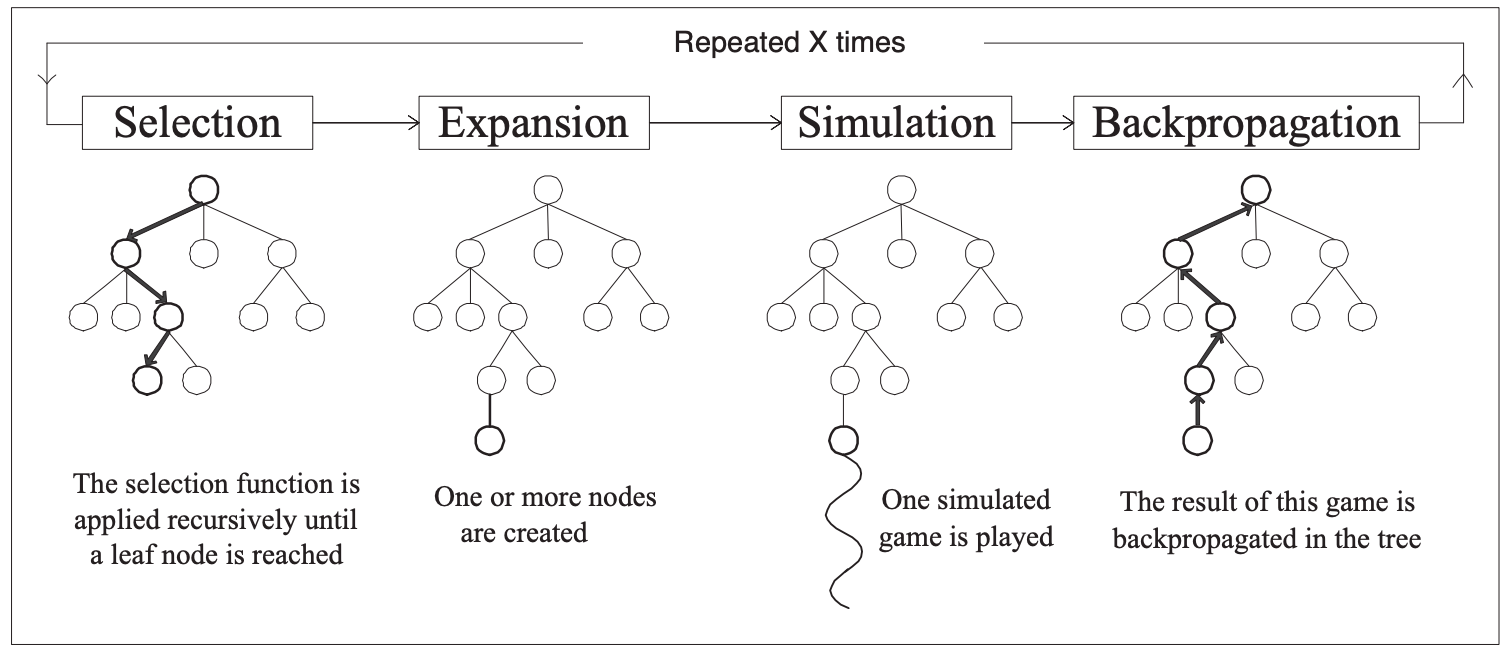 Repeated X times
Selection
Expansion
Simulation
Backpropagation
The selection function is
applied recursively until
a leaf node is reached
One or more nodes
are created
One simulated
game is played
The result of this game is
backpropagated in the tree